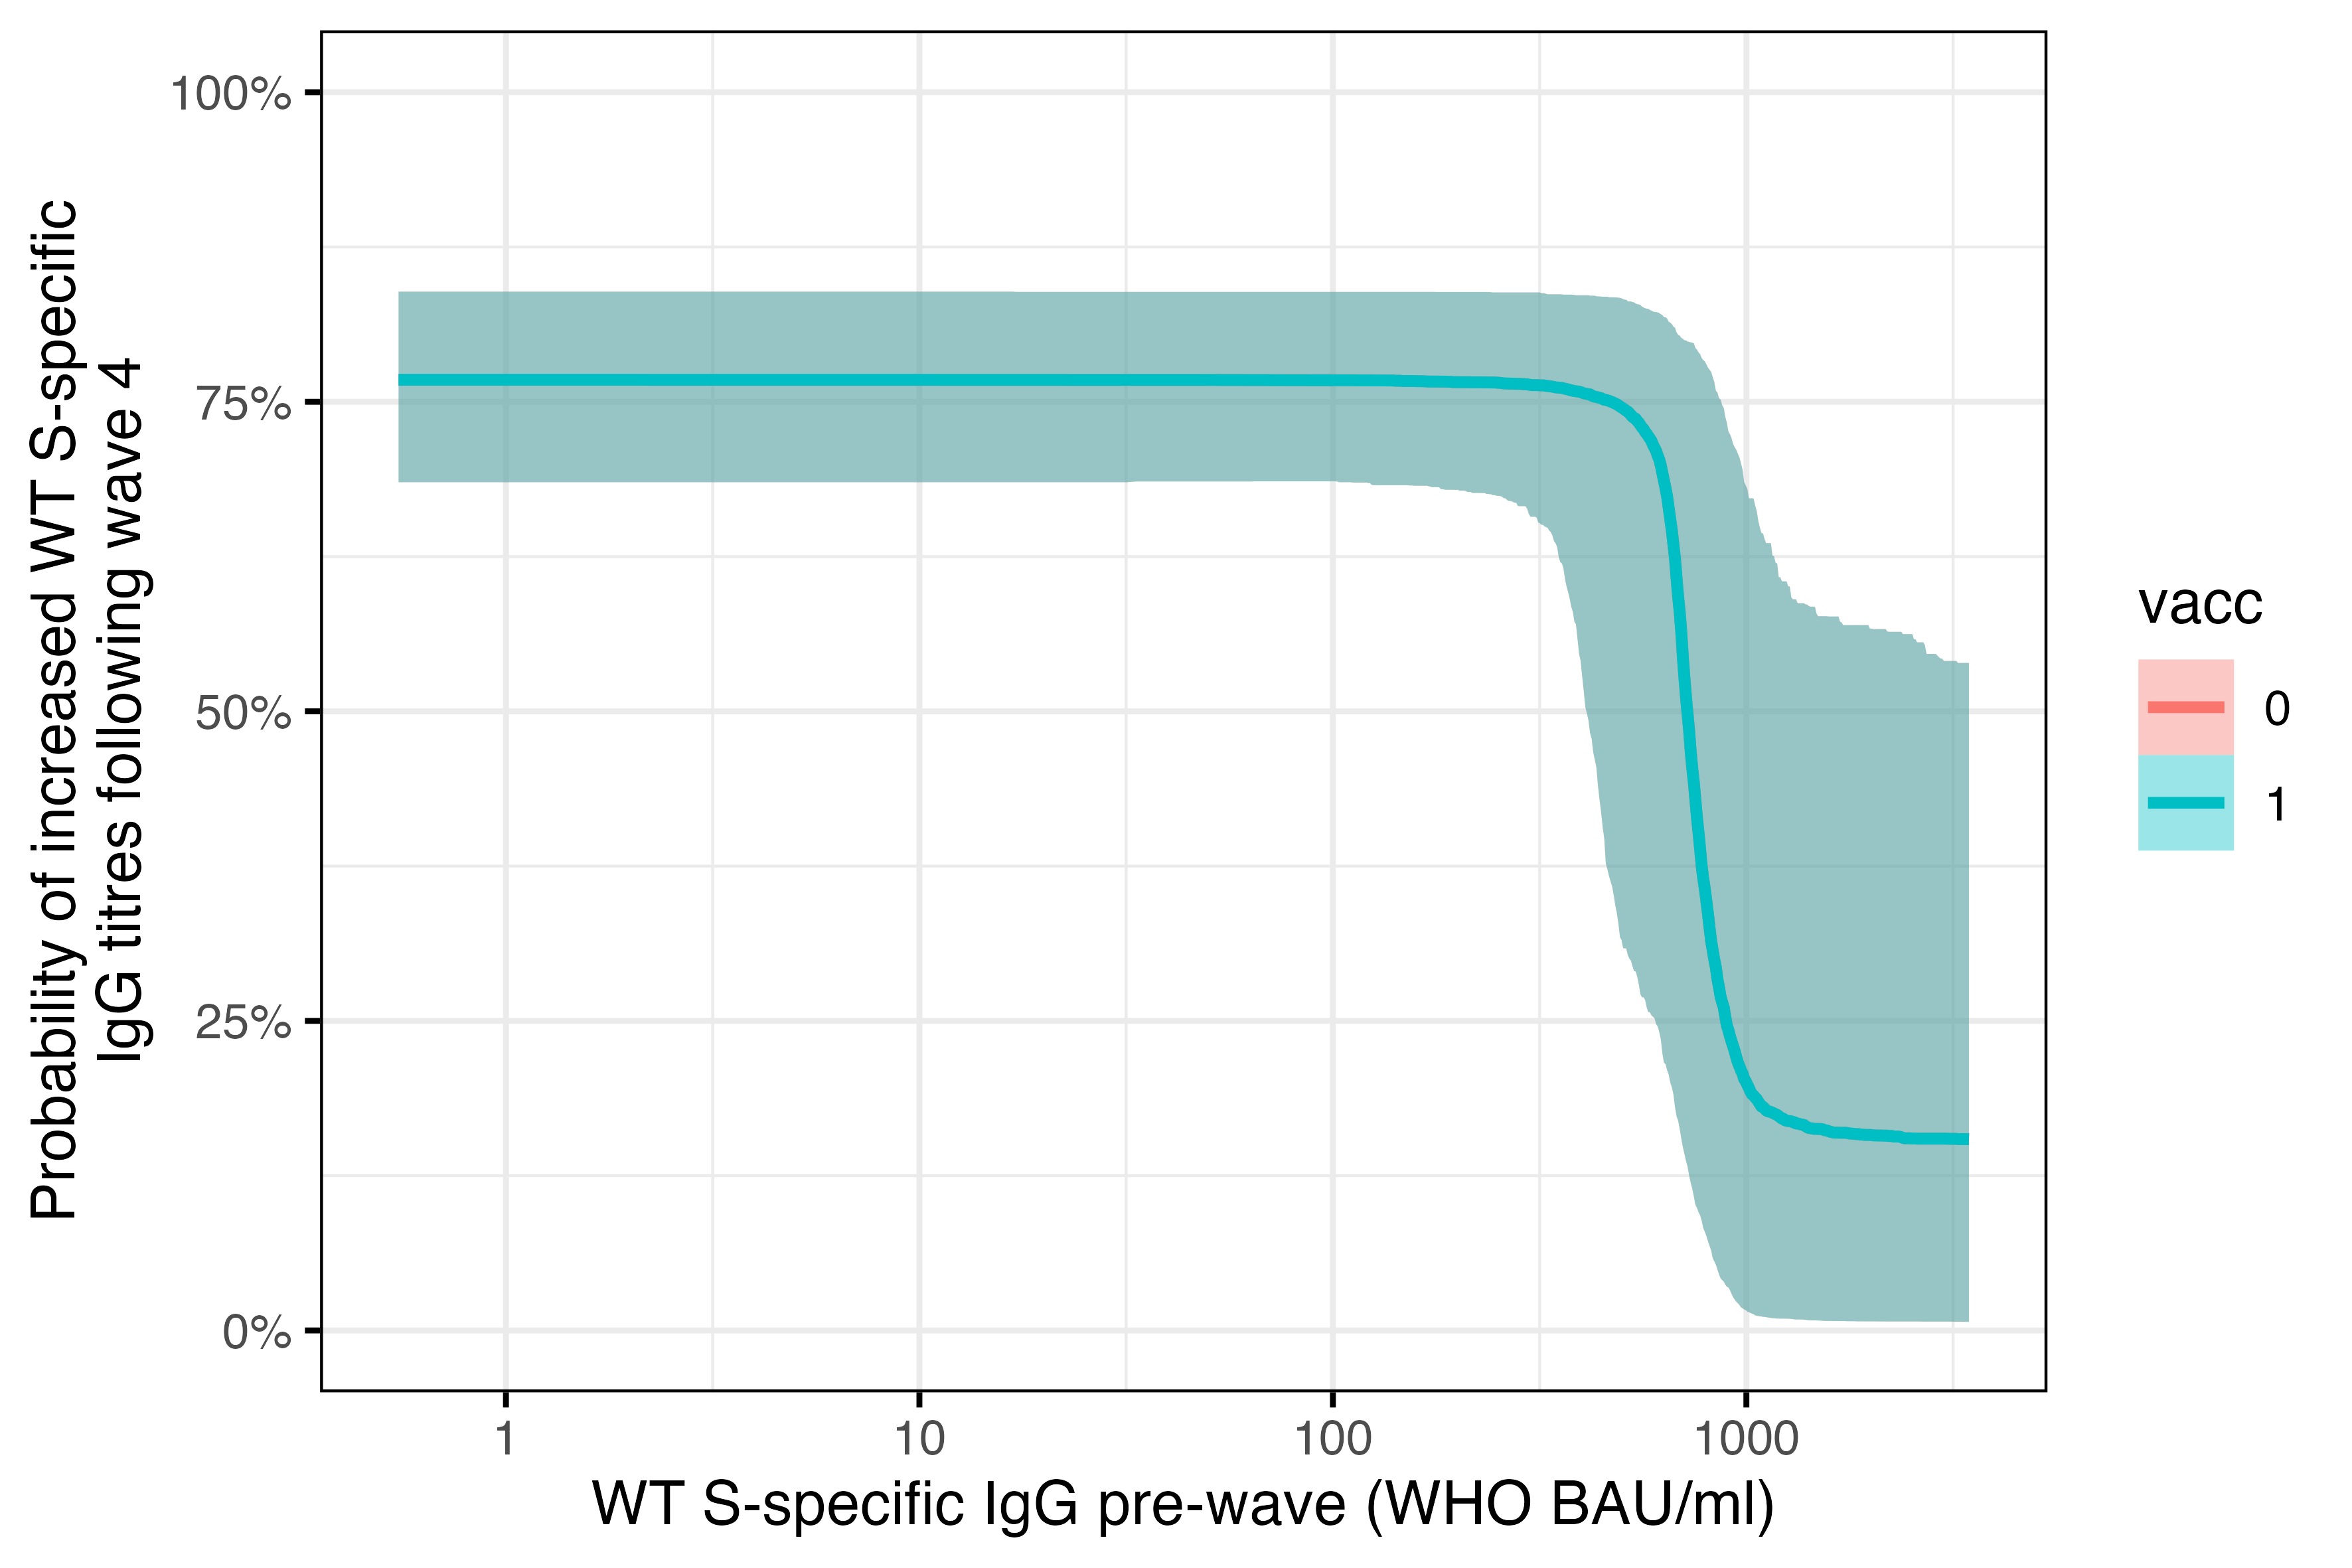 Probability of increased WT S-specific
IgG titres following wave 4
100%
75%
50%
25%
0%
1
10
100
1000
WT S-specific IgG pre-wave (WHO BAU/ml)
vacc
0
1